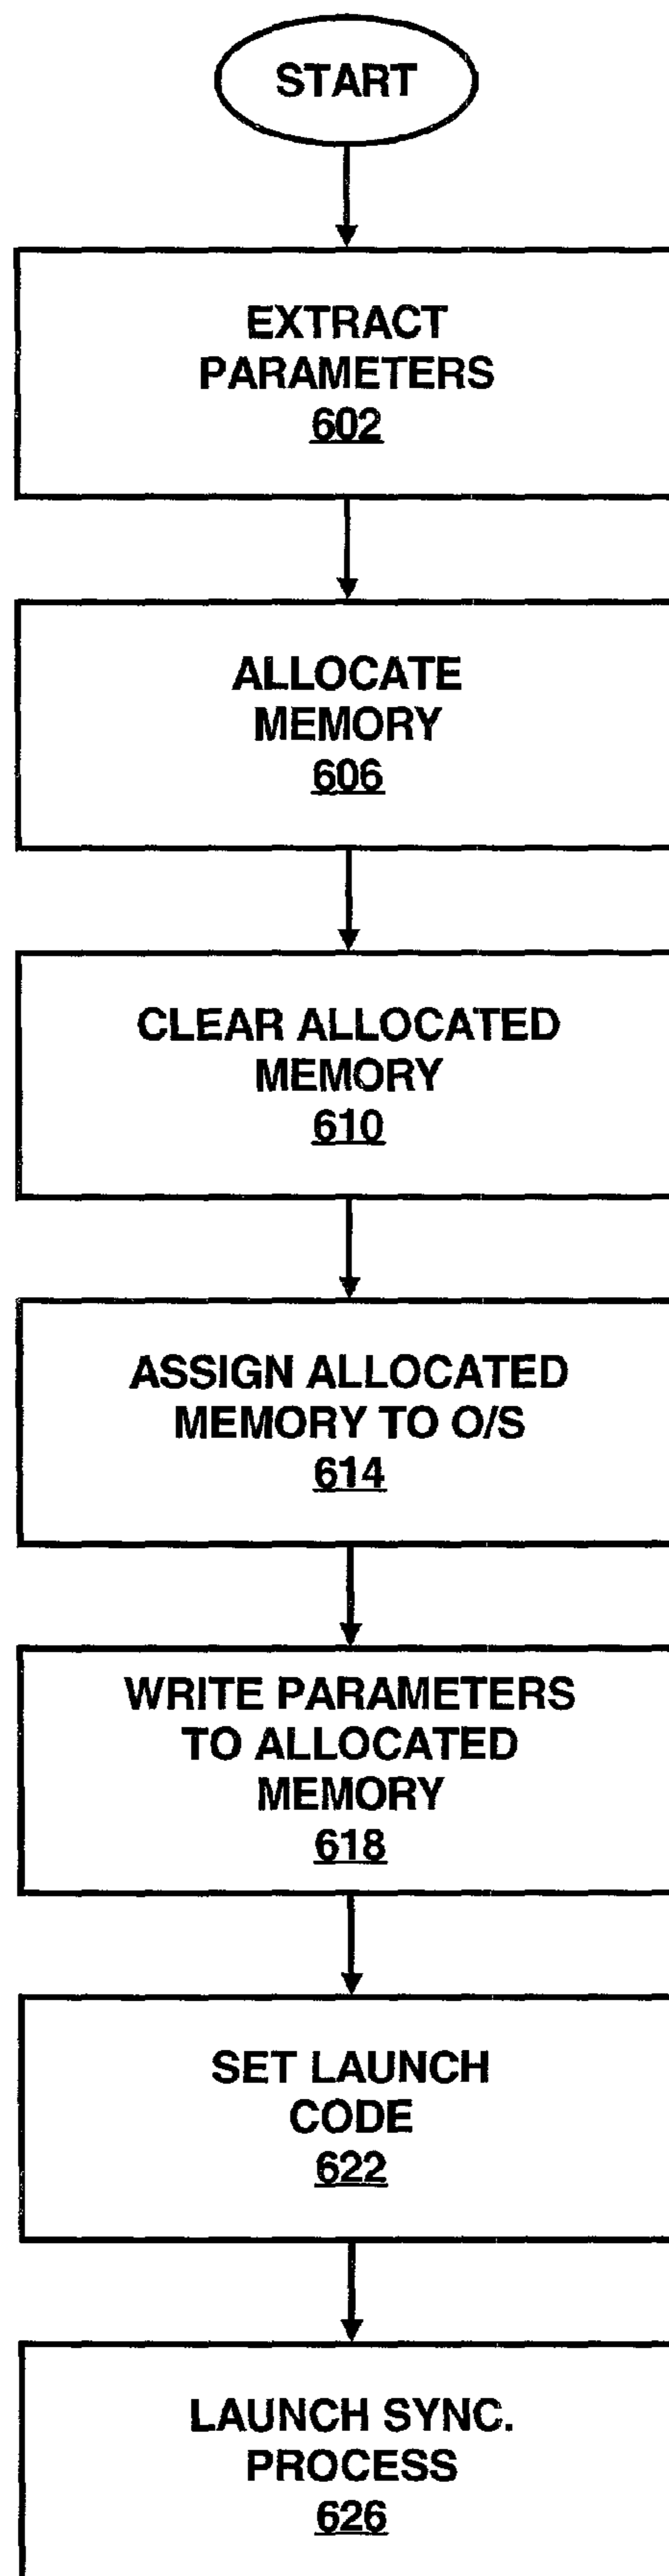 START
EXTRACT
PARAMETERS
602
ALLOCATE
MEMORY
606
CLEAR ALLOCATED
MEMORY
610
ASSIGN ALLOCATED
MEMORY TO O/S
614
WRITE PARAMETERS
TO ALLOCATED
MEMORY
618
SET LAUNCH
CODE
622
LAUNCH SYNC.
PROCESS
626